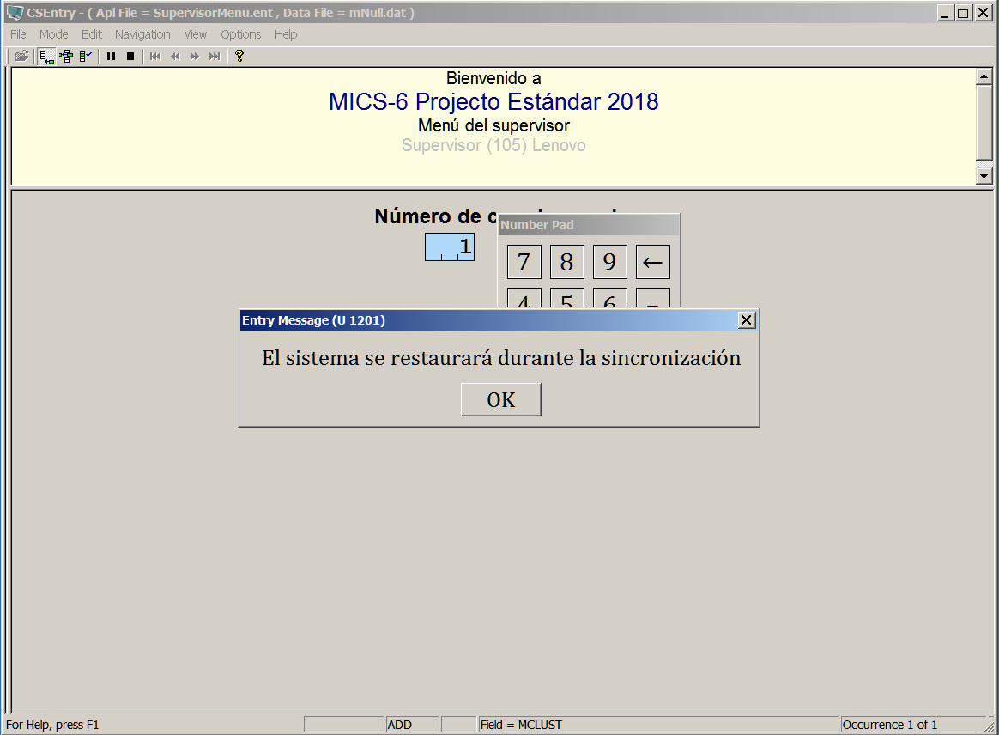 CSEntry - ( Apl File = SupervisorMenu.ent , Data File = mNull.dat )
File Mode Edit Navigation View Options Help
Bienvenido a
MICS-6 Projecto Estándar 2018
Menú del supervisor
Supervisor (105) Lenovo
Número de
1
Number Pad
7 8 9 ←
4 5 6 -
Entry Message (U 1201)
El sistema se restaurará durante la sincronización
OK
For Help, press F1
ADD
Field = MCLUST
Occurrence 1 of 1